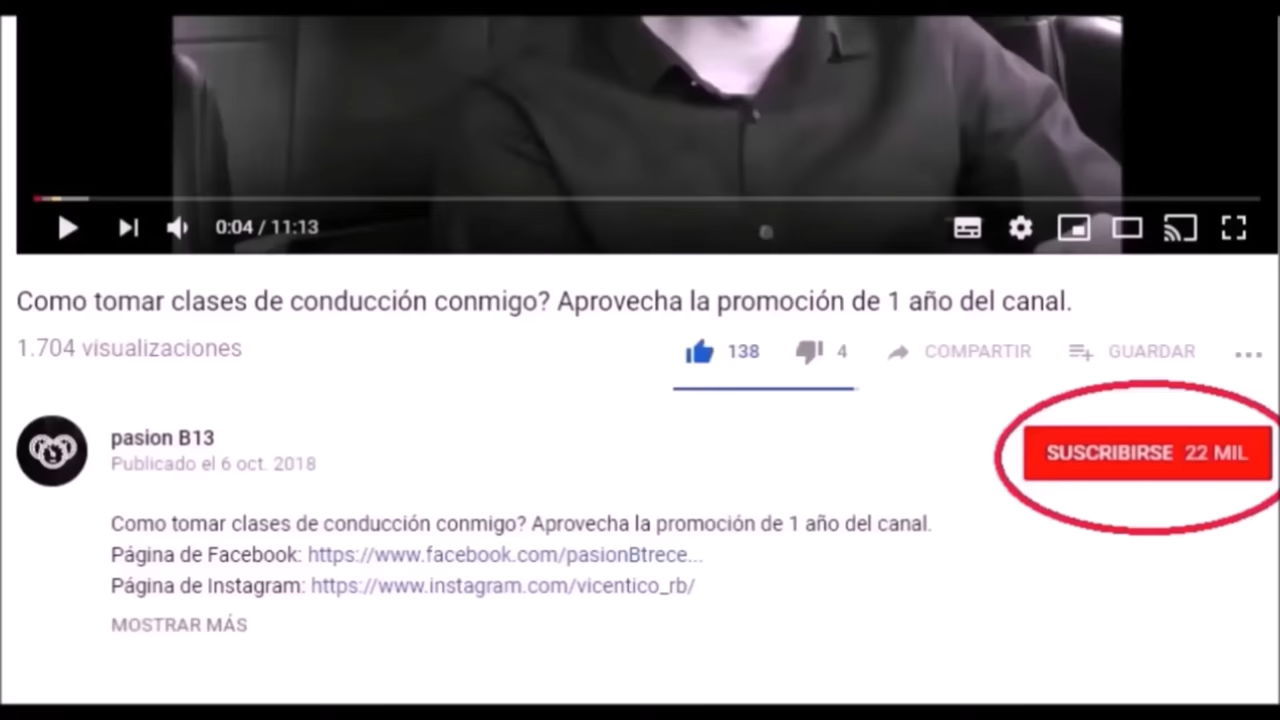 0:04 / 11:13
Como tomar clases de conducción conmigo? Aprovecha la promoción de 1 año del canal.
1.704 visualizaciones
138
4
COMPARTIR
GUARDAR
pasion B13
Publicado el 6 oct. 2018
SUSCRIBIRSE 22 MIL
Como tomar clases de conducción conmigo? Aprovecha la promoción de 1 año del canal.
Página de Facebook: https://www.facebook.com/pasionBtrece...
Página de Instagram: https://www.instagram.com/vicentico_rb/
MOSTRAR MÁS